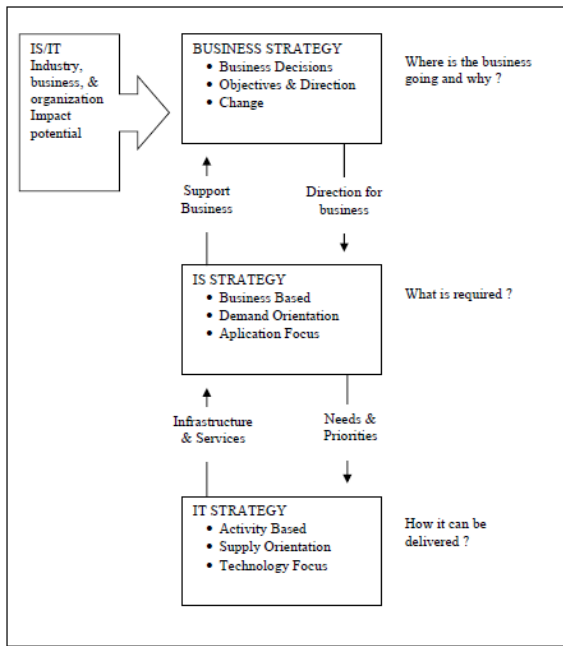 IS/IT
Industry,
business, &
organization
Impact
potential
BUSINESS STRATEGY
• Business Decisions
• Objectives & Direction
• Change
Where is the business
going and why ?
Support
Business
Direction for
business
IS STRATEGY
• Business Based
• Demand Orientation
• Aplication Focus
What is required ?
Infrastructure
& Services
Needs &
Priorities
IT STRATEGY
• Activity Based
• Supply Orientation
• Technology Focus
How it can be
delivered ?